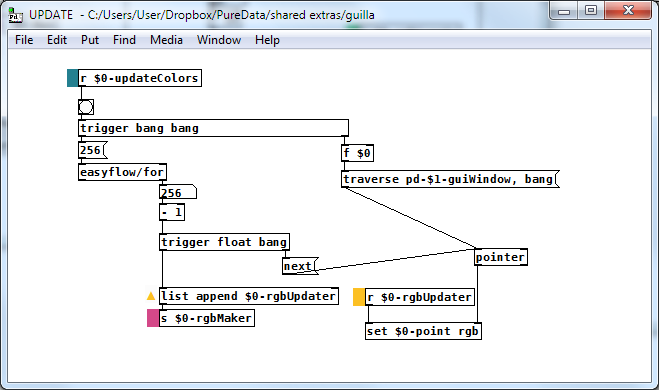 UPDATE - C:/Users/User/Dropbox/PureData/shared extras/guilla
File Edit Put Find Media Window Help
r $0-updateColors
trigger bang bang
256
f $0
easyflow/for
traverse pd-$1-guiWindow, bang
256
- 1
trigger float bang
pointer
next
list append $0-rgbUpdater
r $0-rgbUpdater
s $0-rgbMaker
set $0-point rgb